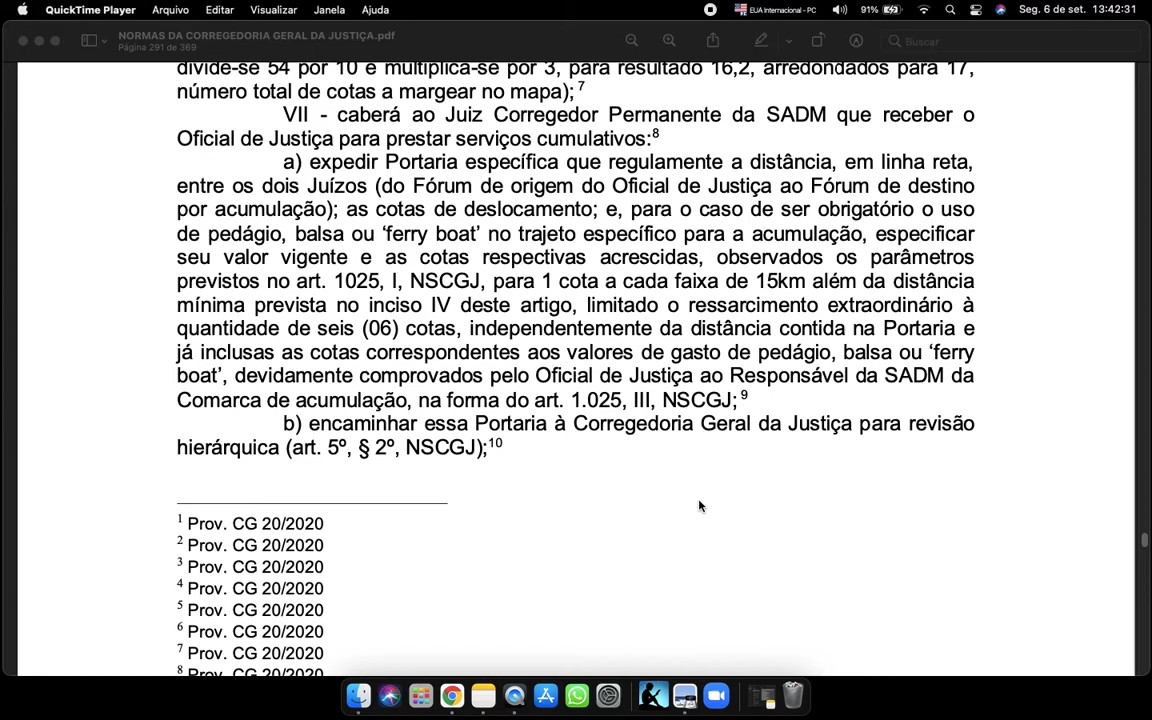 QuickTime Player Arquivo Editar Visualizar Janela Ajuda EUA Internacional - PC 91% Seg. 6 de set. 13:42:31
NORMAS DA CORREGEDORIA GERAL DA JUSTIÇA.pdf
Página 291 de 369
Buscar
divide-se 54 por 10 e multiplica-se por 3, para resultado 16,2, arredondados para 17,
número total de cotas a margear no mapa);⁷
VII - caberá ao Juiz Corregedor Permanente da SADM que receber o
Oficial de Justiça para prestar serviços cumulativos:⁸
a) expedir Portaria específica que regulamente a distância, em linha reta,
entre os dois Juízos (do Fórum de origem do Oficial de Justiça ao Fórum de destino
por acumulação); as cotas de deslocamento; e, para o caso de ser obrigatório o uso
de pedágio, balsa ou ‘ferry boat’ no trajeto específico para a acumulação, especificar
seu valor vigente e as cotas respectivas acrescidas, observados os parâmetros
previstos no art. 1025, I, NSCGJ, para 1 cota a cada faixa de 15km além da distância
mínima prevista no inciso IV deste artigo, limitado o ressarcimento extraordinário à
quantidade de seis (06) cotas, independentemente da distância contida na Portaria e
já inclusas as cotas correspondentes aos valores de gasto de pedágio, balsa ou ‘ferry
boat’, devidamente comprovados pelo Oficial de Justiça ao Responsável da SADM da
Comarca de acumulação, na forma do art. 1.025, III, NSCGJ;⁹
b) encaminhar essa Portaria à Corregedoria Geral da Justiça para revisão
hierárquica (art. 5º, § 2º, NSCGJ);¹⁰
¹ Prov. CG 20/2020
² Prov. CG 20/2020
³ Prov. CG 20/2020
⁴ Prov. CG 20/2020
⁵ Prov. CG 20/2020
⁶ Prov. CG 20/2020
⁷ Prov. CG 20/2020
⁸ Prov. CG 20/2020